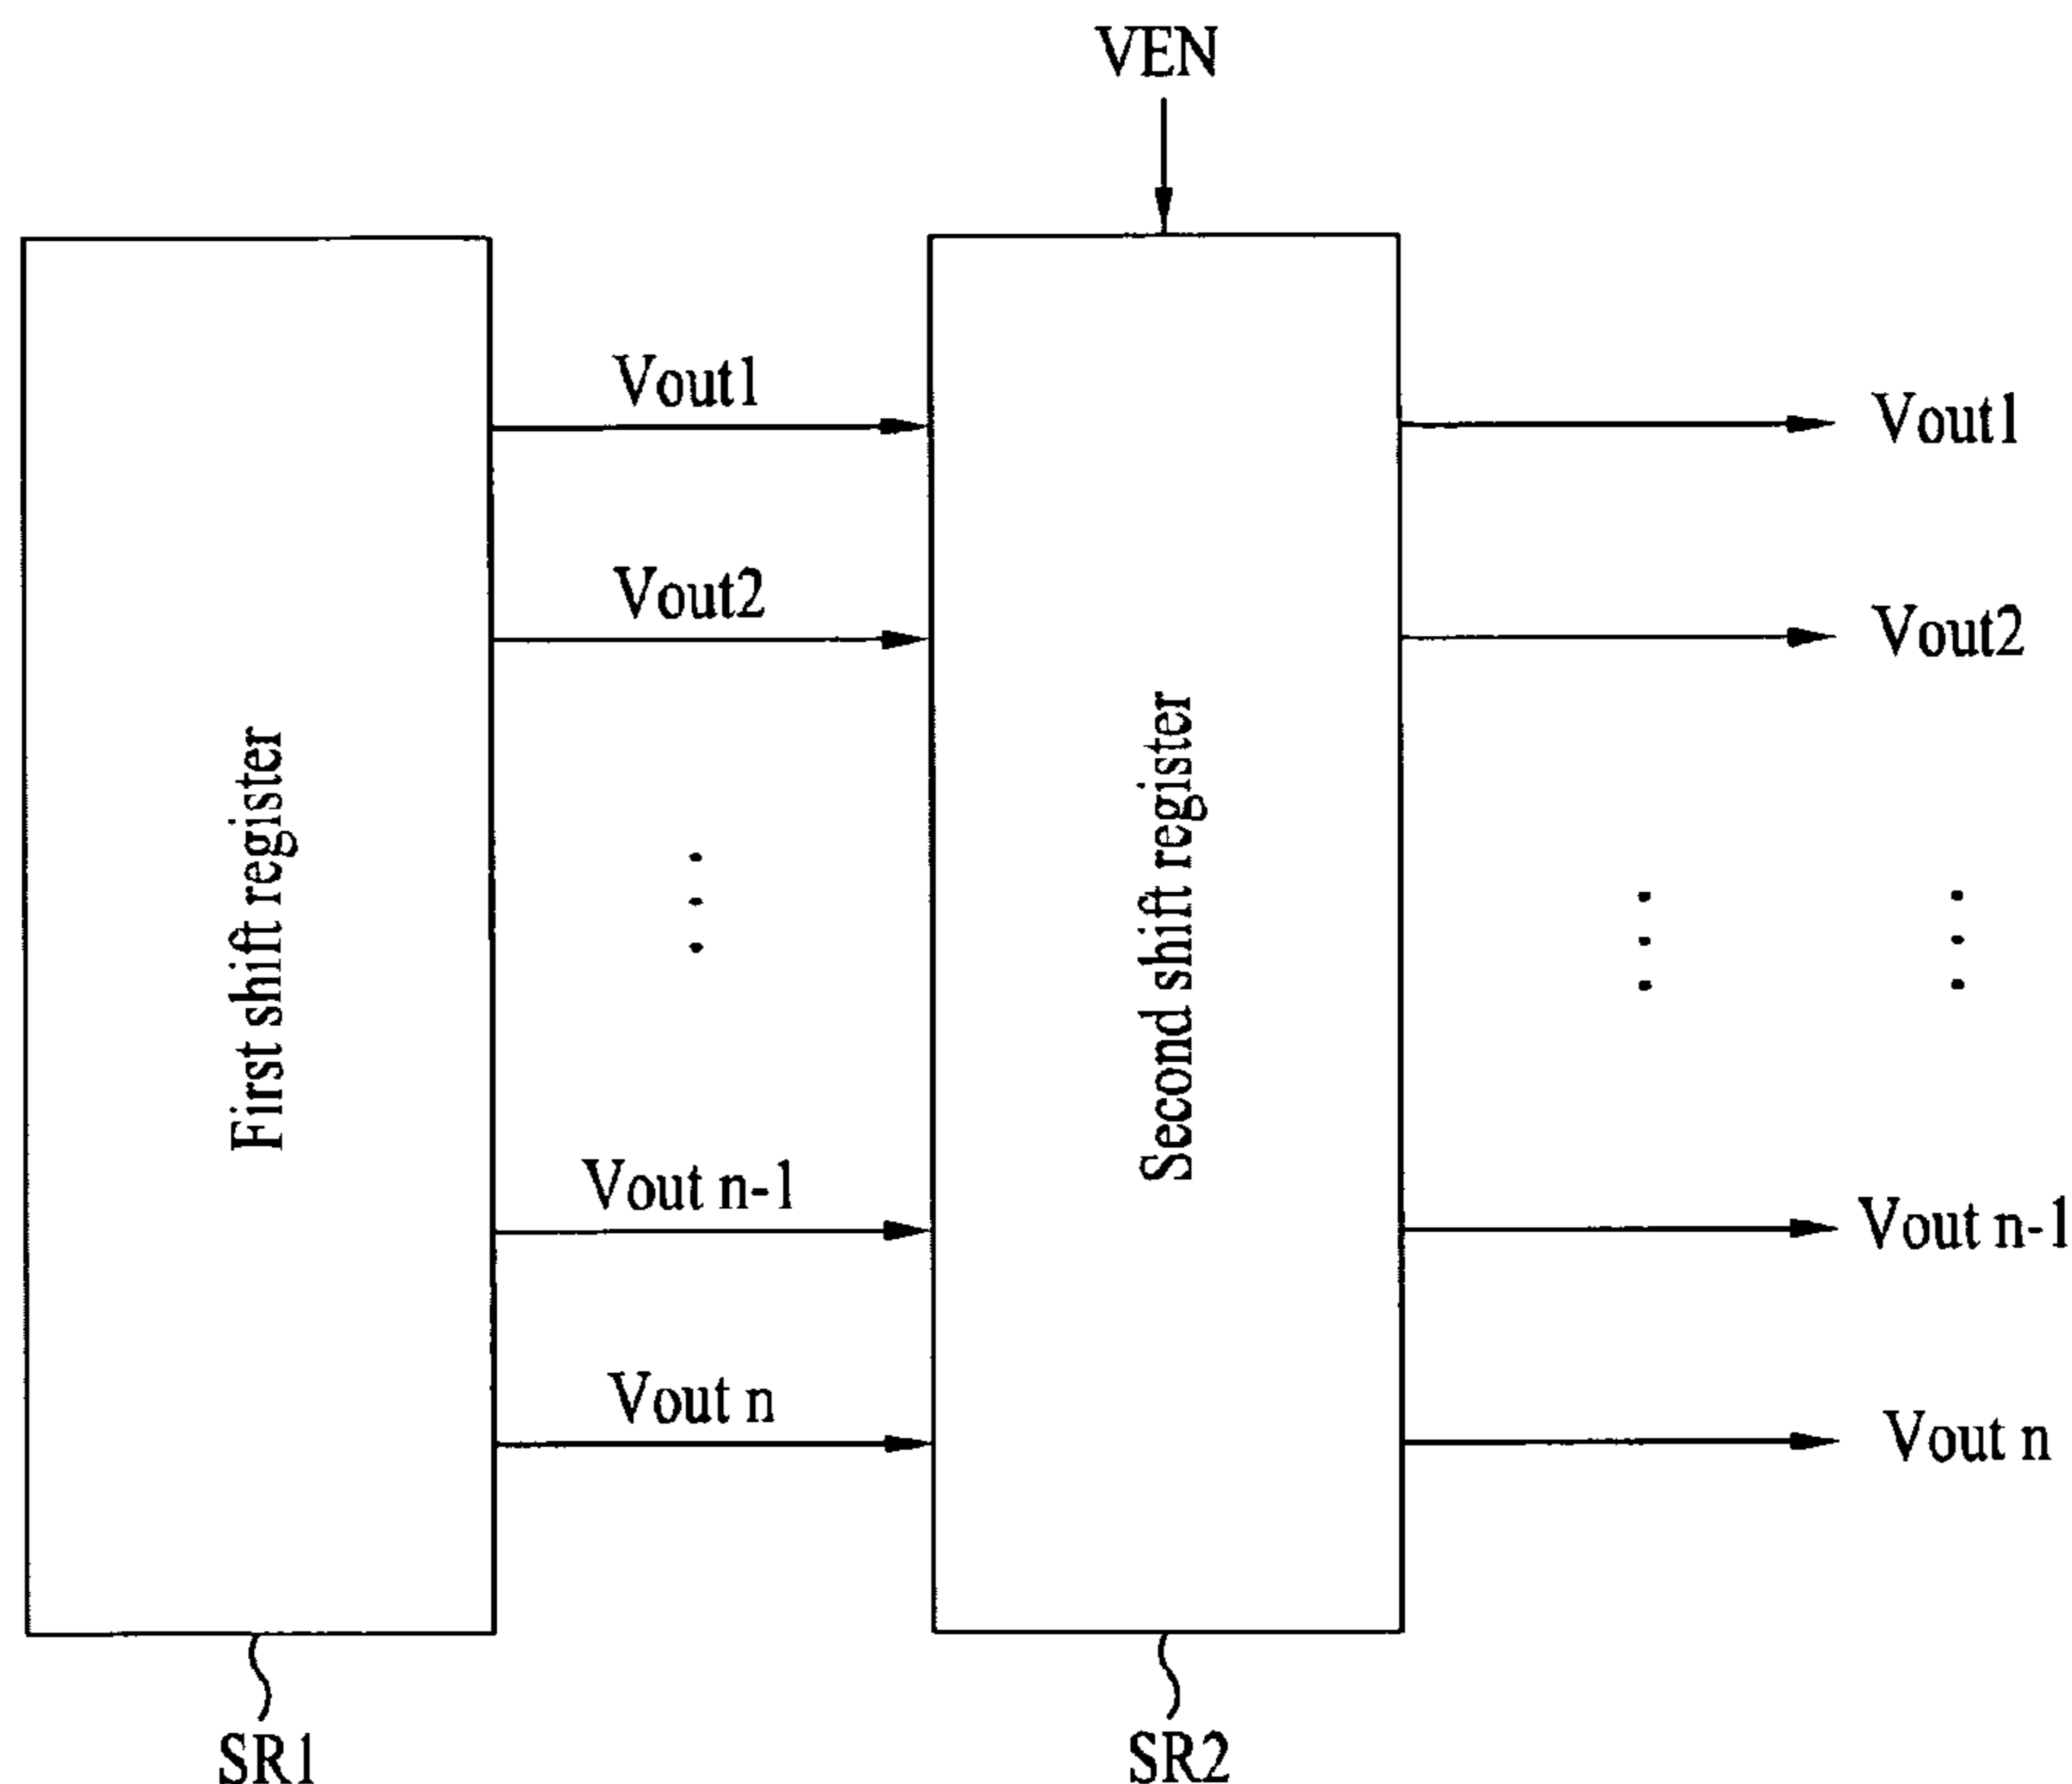 VEN
First shift register
Vout1
Vout2
Vout n-1
Vout n
Second shift register
Vout1
Vout2
Vout n-1
Vout n
SR1
SR2